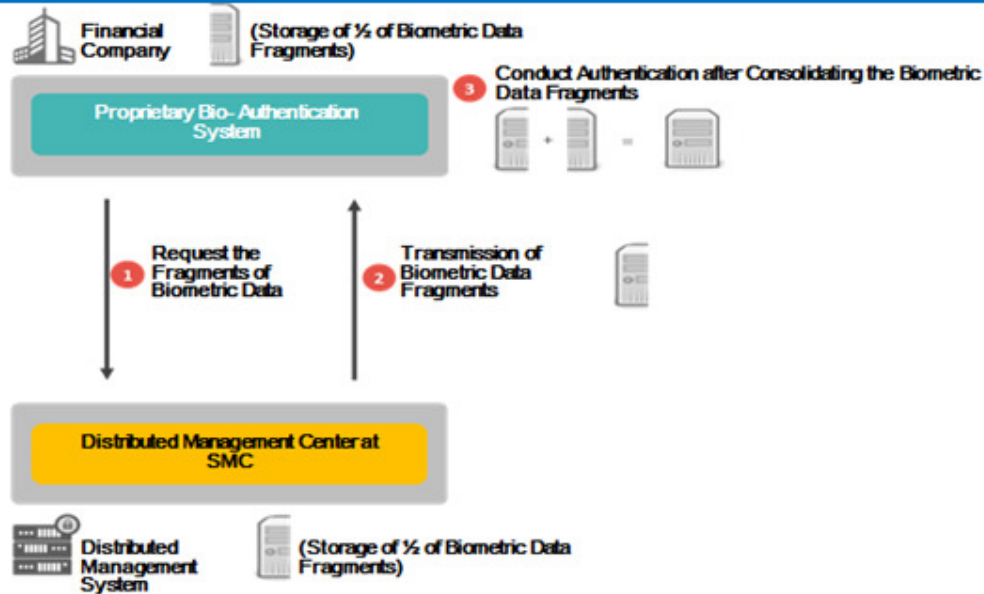 Financial
Company
(Storage of ½ of Biometric Data
Fragments)
3
Conduct Authentication after Consolidating the Biometric
Data Fragments
Proprietary Bio- Authentication
System
+
=
1
Request the
Fragments of
Biometric Data
2
Transmission of
Biometric Data
Fragments
Distributed Management Center at
SMC
Distributed
Management
System
(Storage of ½ of Biometric Data
Fragments)